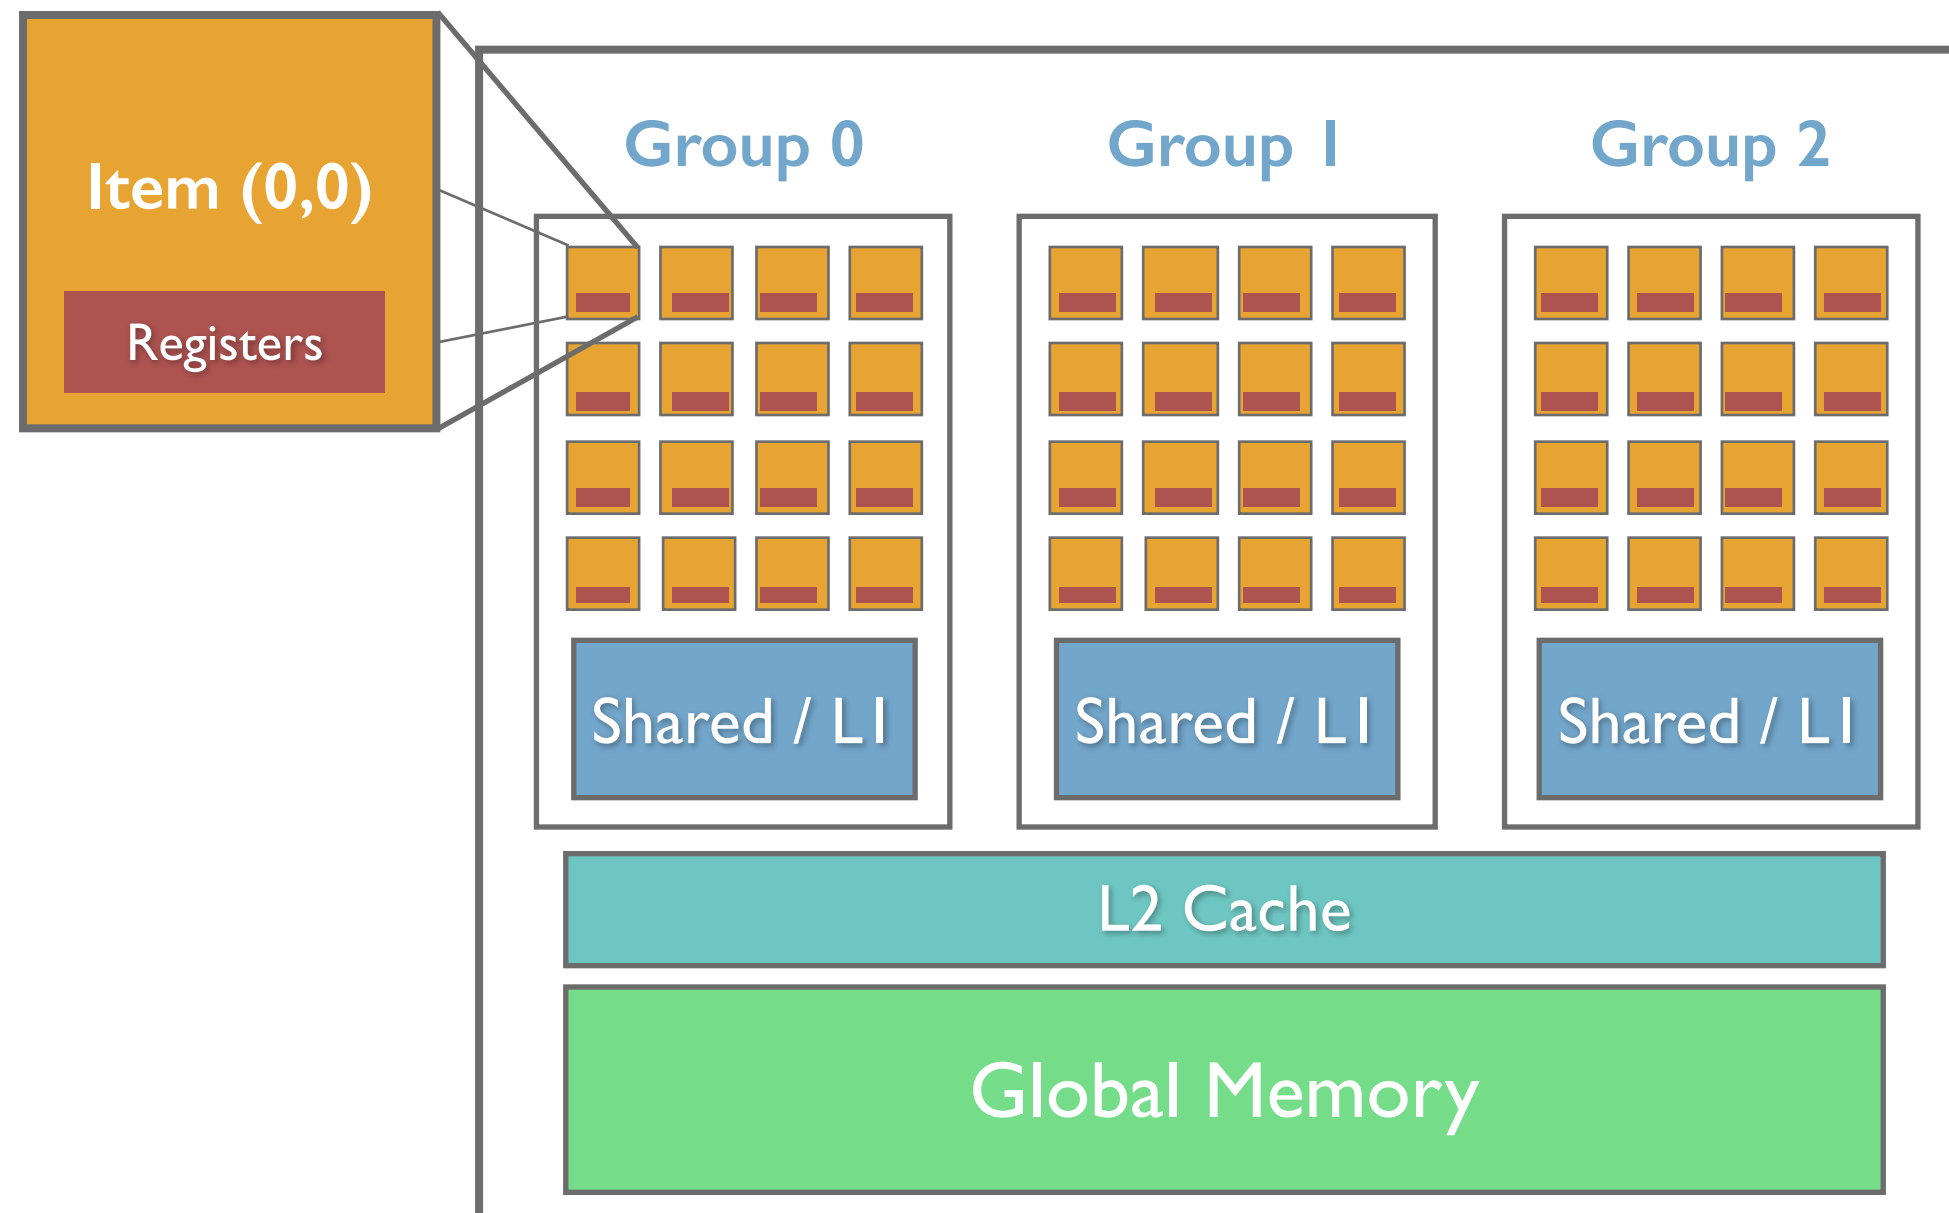 Item (0,0)
Registers
Group 0
Group 1
Group 2
Shared / L1
Shared / L1
Shared / L1
L2 Cache
Global Memory